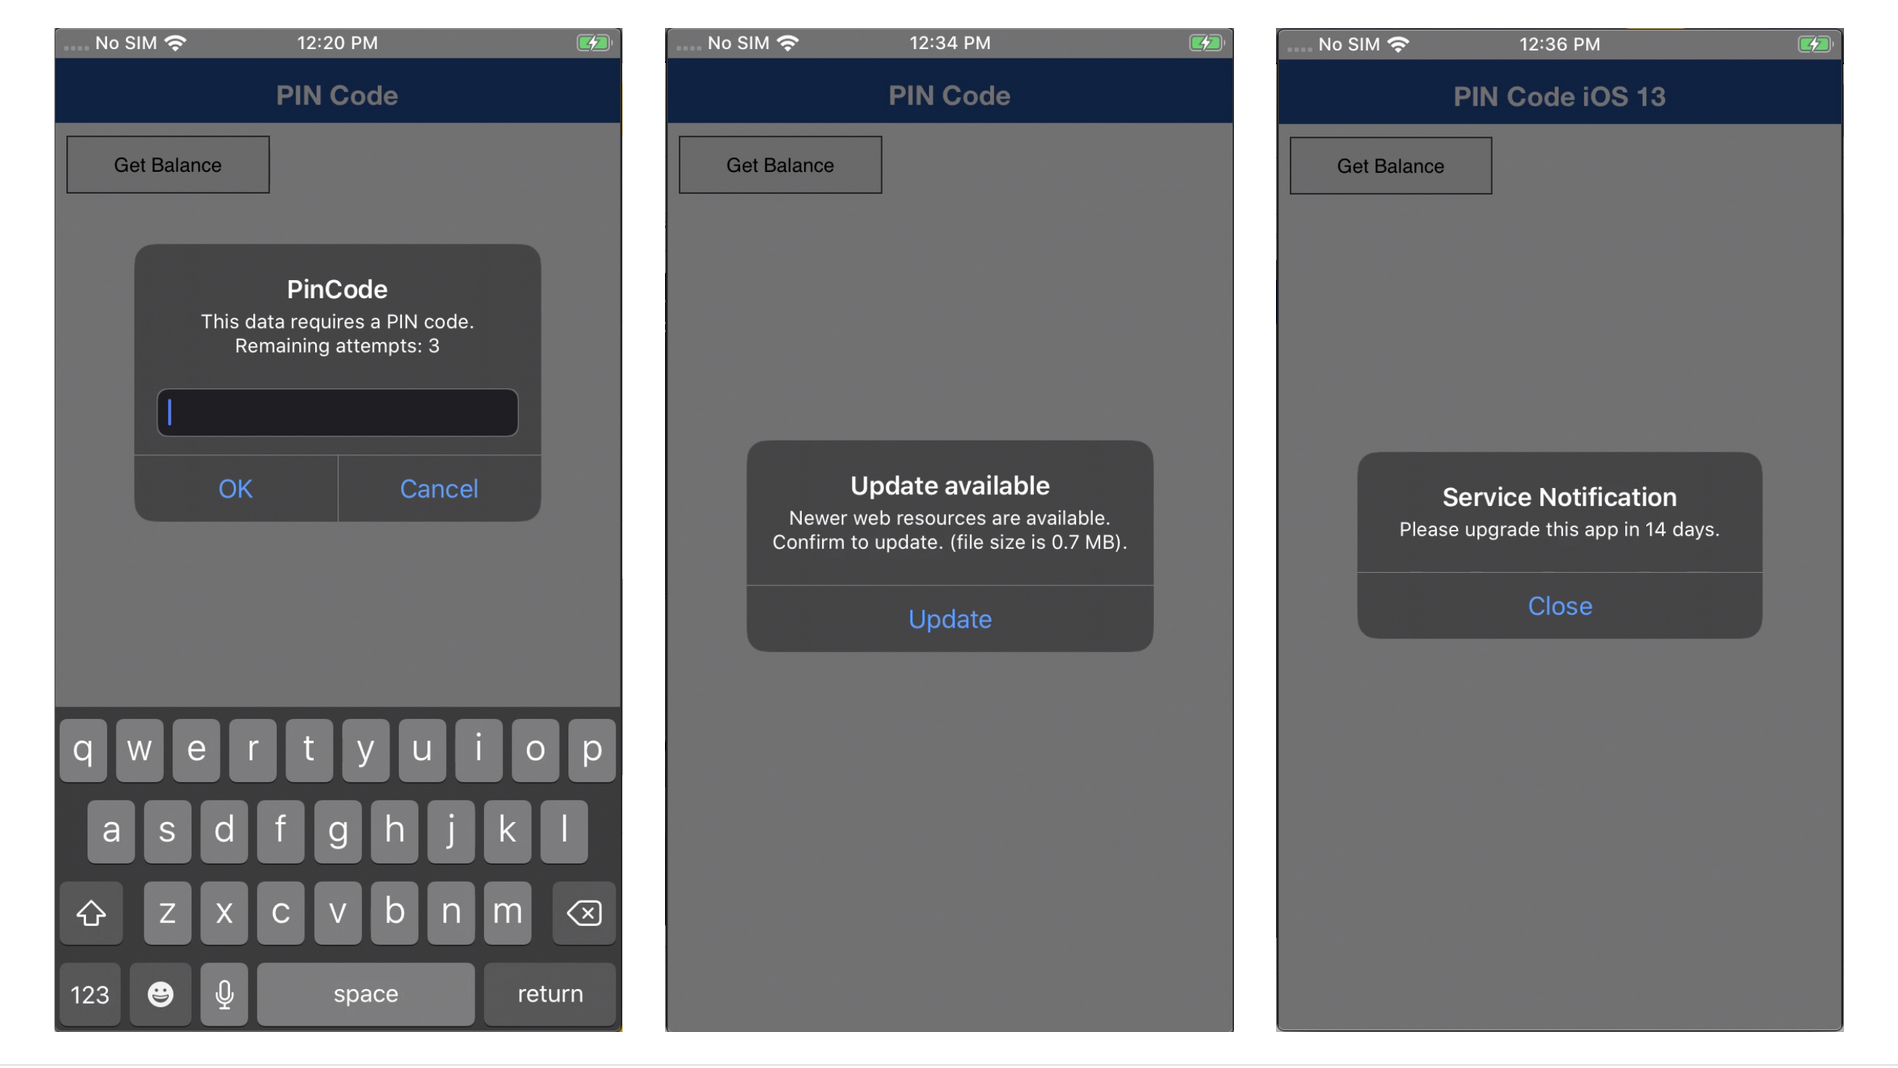 No SIM 12:20 PM
PIN Code
Get Balance
PinCode
This data requires a PIN code.
Remaining attempts: 3
OK Cancel
q w e r t y u i o p
a s d f g h j k l
z x c v b n m
123 space return
No SIM 12:34 PM
PIN Code
Get Balance
Update available
Newer web resources are available.
Confirm to update. (file size is 0.7 MB).
Update
No SIM 12:36 PM
PIN Code iOS 13
Get Balance
Service Notification
Please upgrade this app in 14 days.
Close